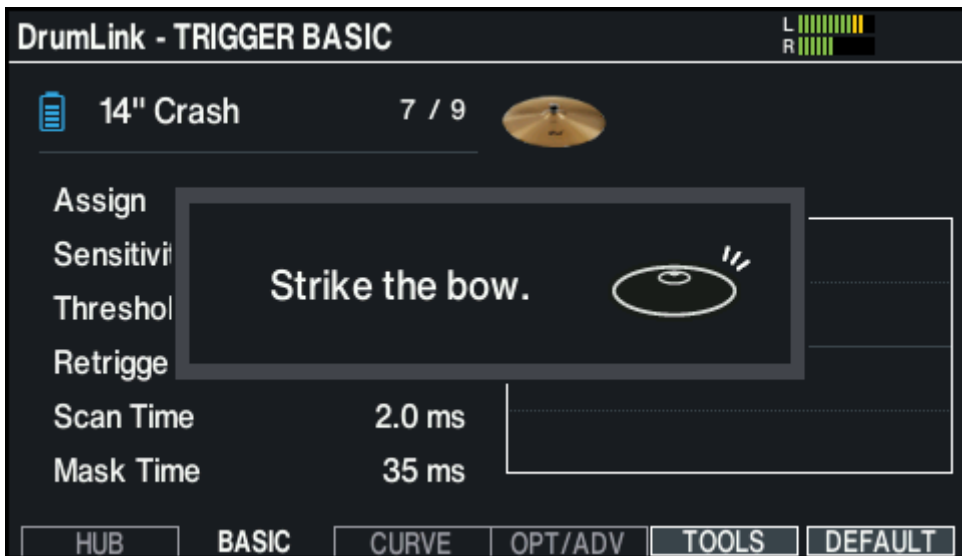 DrumLink - TRIGGER BASIC
L
R
14" Crash 7 / 9
Assign
Sensitivit
Strike the bow.
Threshol
Retrigge
Scan Time 2.0 ms
Mask Time 35 ms
HUB BASIC CURVE OPT/ADV TOOLS DEFAULT